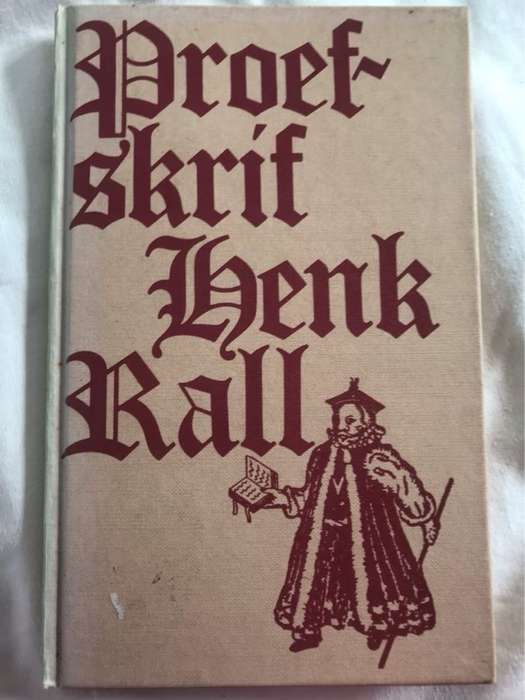 Proef-
skrif
Henk
Rall